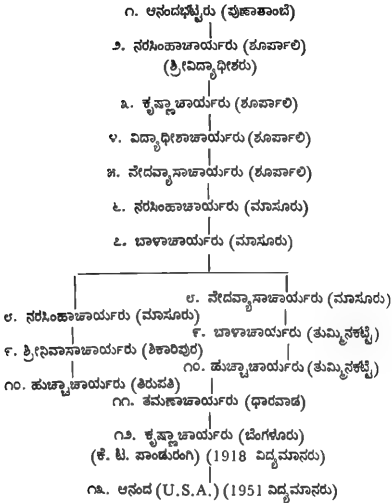 ೧. ಆನಂದಭಟ್ಟರು (ಪುಣತಾಂಬೆ)
೨. ನರಸಿಂಹಾಚಾರ್ಯರು (ಶೂರ್ಪಾಲಿ)
(ಶ್ರೀವಿದ್ಯಾಧೀಶರು)
೩. ಕೃಷ್ಣಾಚಾರ್ಯರು (ಶೂರ್ಪಾಲಿ)
೪. ವಿದ್ಯಾಧೀಶಾಚಾರ್ಯರು (ಶೂರ್ಪಾಲಿ)
೫. ವೇದವ್ಯಾಸಾಚಾರ್ಯರು (ಶೂರ್ಪಾಲಿ)
೬. ನರಸಿಂಹಾಚಾರ್ಯರು (ಮಾಸೂರು)
೭. ಬಾಳಾಚಾರ್ಯರು (ಮಾಸೂರು)
೮. ವೇದವ್ಯಾಸಾಚಾರ್ಯರು (ಮಾಸೂರು)
೮. ನರಸಿಂಹಾಚಾರ್ಯರು (ಮಾಸೂರು)
೯. ಬಾಳಾಚಾರ್ಯರು (ತುಮ್ಮಿನಕಟ್ಟೆ)
೯. ಶ್ರೀನಿವಾಸಾಚಾರ್ಯರು (ಶಿಕಾರಿಪುರ)
೧೦. ಹುಚ್ಚಾಚಾರ್ಯರು (ತುಮ್ಮಿನಕಟ್ಟೆ)
೧೦. ಹುಚ್ಚಾಚಾರ್ಯರು (ತಿರುಪತಿ)
೧೧. ತಮಣಾಚಾರ್ಯರು (ಧಾರವಾಡ)
೧೨. ಕೃಷ್ಣಾಚಾರ್ಯರು (ಬೆಂಗಳೂರು)
(ಕೆ. ಟಿ. ಪಾಂಡುರಂಗಿ) (1918 ವಿದ್ಯಮಾನರು)
೧೩. ಆನಂದ (U.S.A.) (1951 ವಿದ್ಯಮಾನರು)